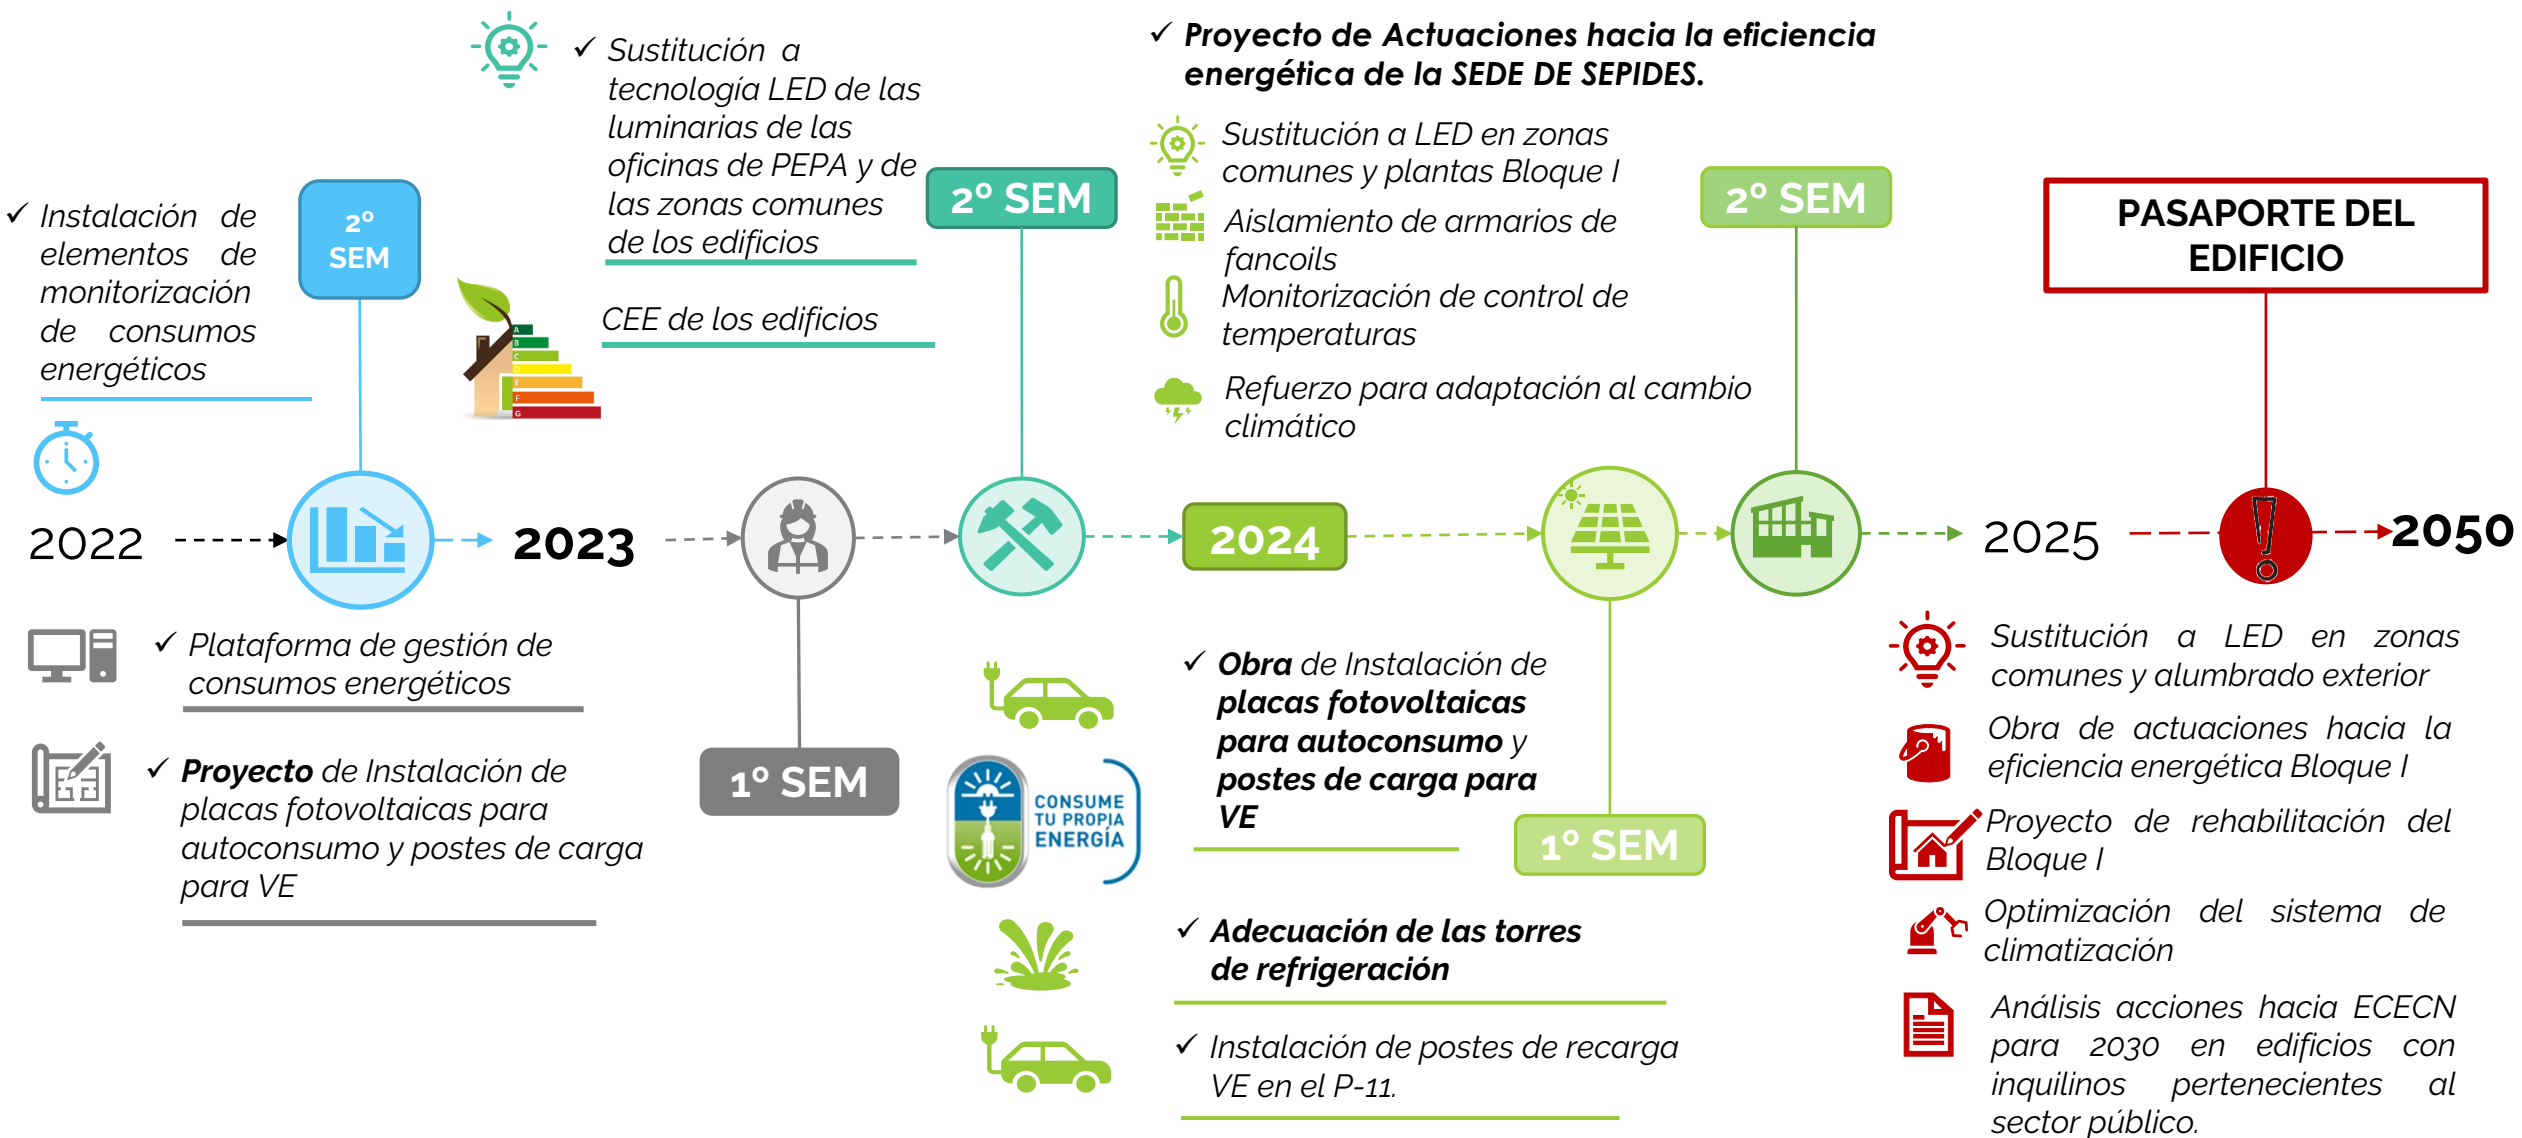 ✓ Instalación de
elementos de
monitorización
de consumos
energéticos
2º
SEM
✓ Sustitución a
tecnología LED de las
luminarias de las
oficinas de PEPA y de
las zonas comunes
de los edificios
A
B
C
D
E
F
G
CEE de los edificios
2º SEM
✓ Proyecto de Actuaciones hacia la eficiencia
energética de la SEDE DE SEPIDES.
Sustitución a LED en zonas
comunes y plantas Bloque I
Aislamiento de armarios de
fancoils
Monitorización de control de
temperaturas
Refuerzo para adaptación al cambio
climático
2º SEM
PASAPORTE DEL
EDIFICIO
2022
2023
2024
2025
2050
✓ Plataforma de gestión de
consumos energéticos
✓ Proyecto de Instalación de
placas fotovoltaicas para
autoconsumo y postes de carga
para VE
1º SEM
CONSUME
TU PROPIA
ENERGÍA
✓ Obra de Instalación de
placas fotovoltaicas
para autoconsumo y
postes de carga para
VE
1º SEM
✓ Adecuación de las torres
de refrigeración
✓ Instalación de postes de recarga
VE en el P-11.
Sustitución a LED en zonas
comunes y alumbrado exterior
Obra de actuaciones hacia la
eficiencia energética Bloque I
Proyecto de rehabilitación del
Bloque I
Optimización del sistema de
climatización
Análisis acciones hacia ECECN
para 2030 en edificios con
inquilinos pertenecientes al
sector público.